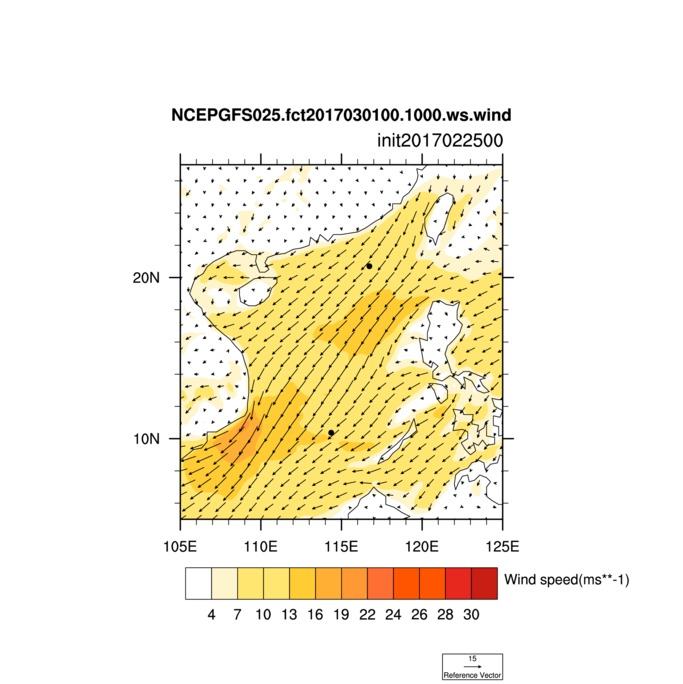 NCEPGFS025.fct2017030100.1000.ws.wind
init2017022500
20N
10N
105E 110E 115E 120E 125E
Wind speed(ms**-1)
4 7 10 13 16 19 22 24 26 28 30
15
Reference Vector